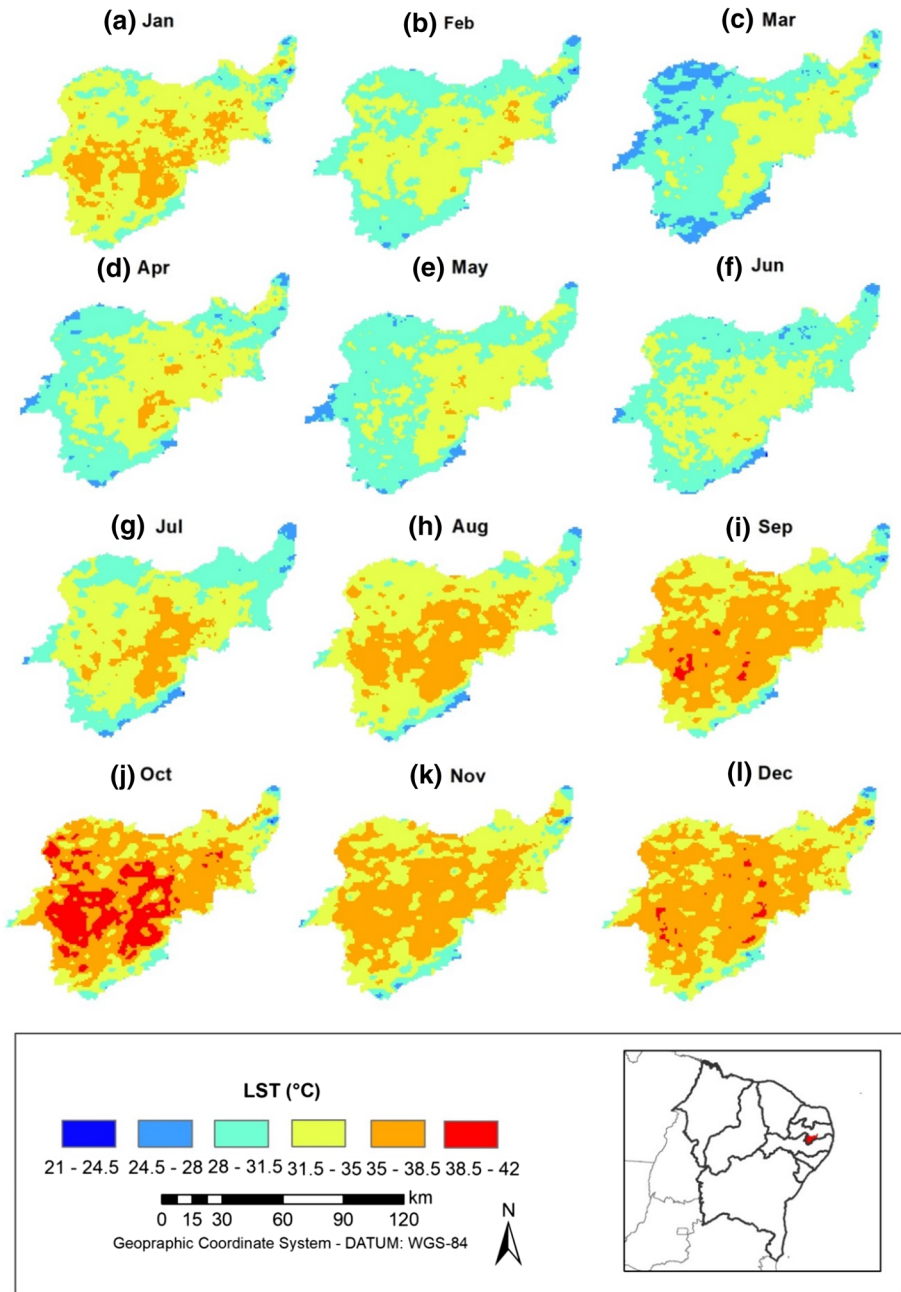 (a) Jan
(b) Feb
(c) Mar
(d) Apr
(e) May
(f) Jun
(g) Jul
(h) Aug
(i) Sep
(j) Oct
(k) Nov
(l) Dec
LST (°C)
21 - 24.5 24.5 - 28 28 - 31.5 31.5 - 35 35 - 38.5 38.5 - 42
km
0 15 30 60 90 120
N
Geopraphic Coordinate System - DATUM: WGS-84